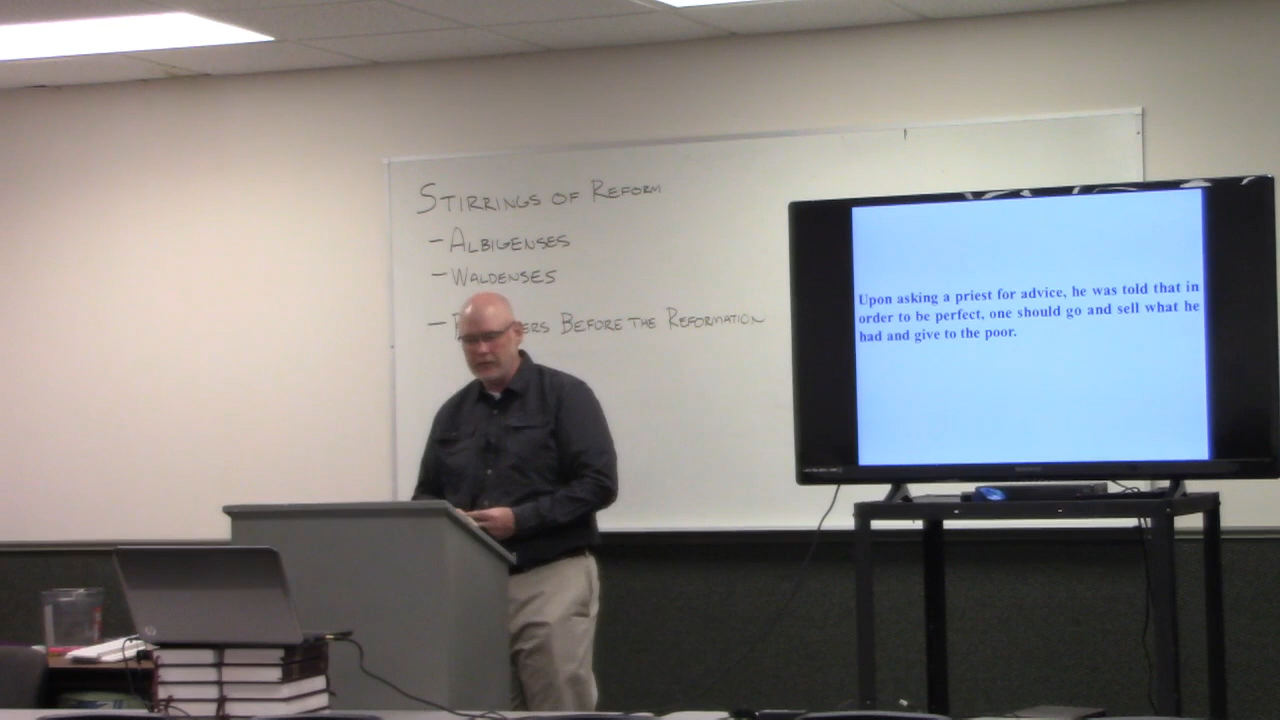 STIRRINGS OF REFORM
- ALBIGENSES
- WALDENSES
- BEFORE THE REFORMATION
Upon asking a priest for advice, he was told that in
order to be perfect, one should go and sell what he
had and give to the poor.
hp